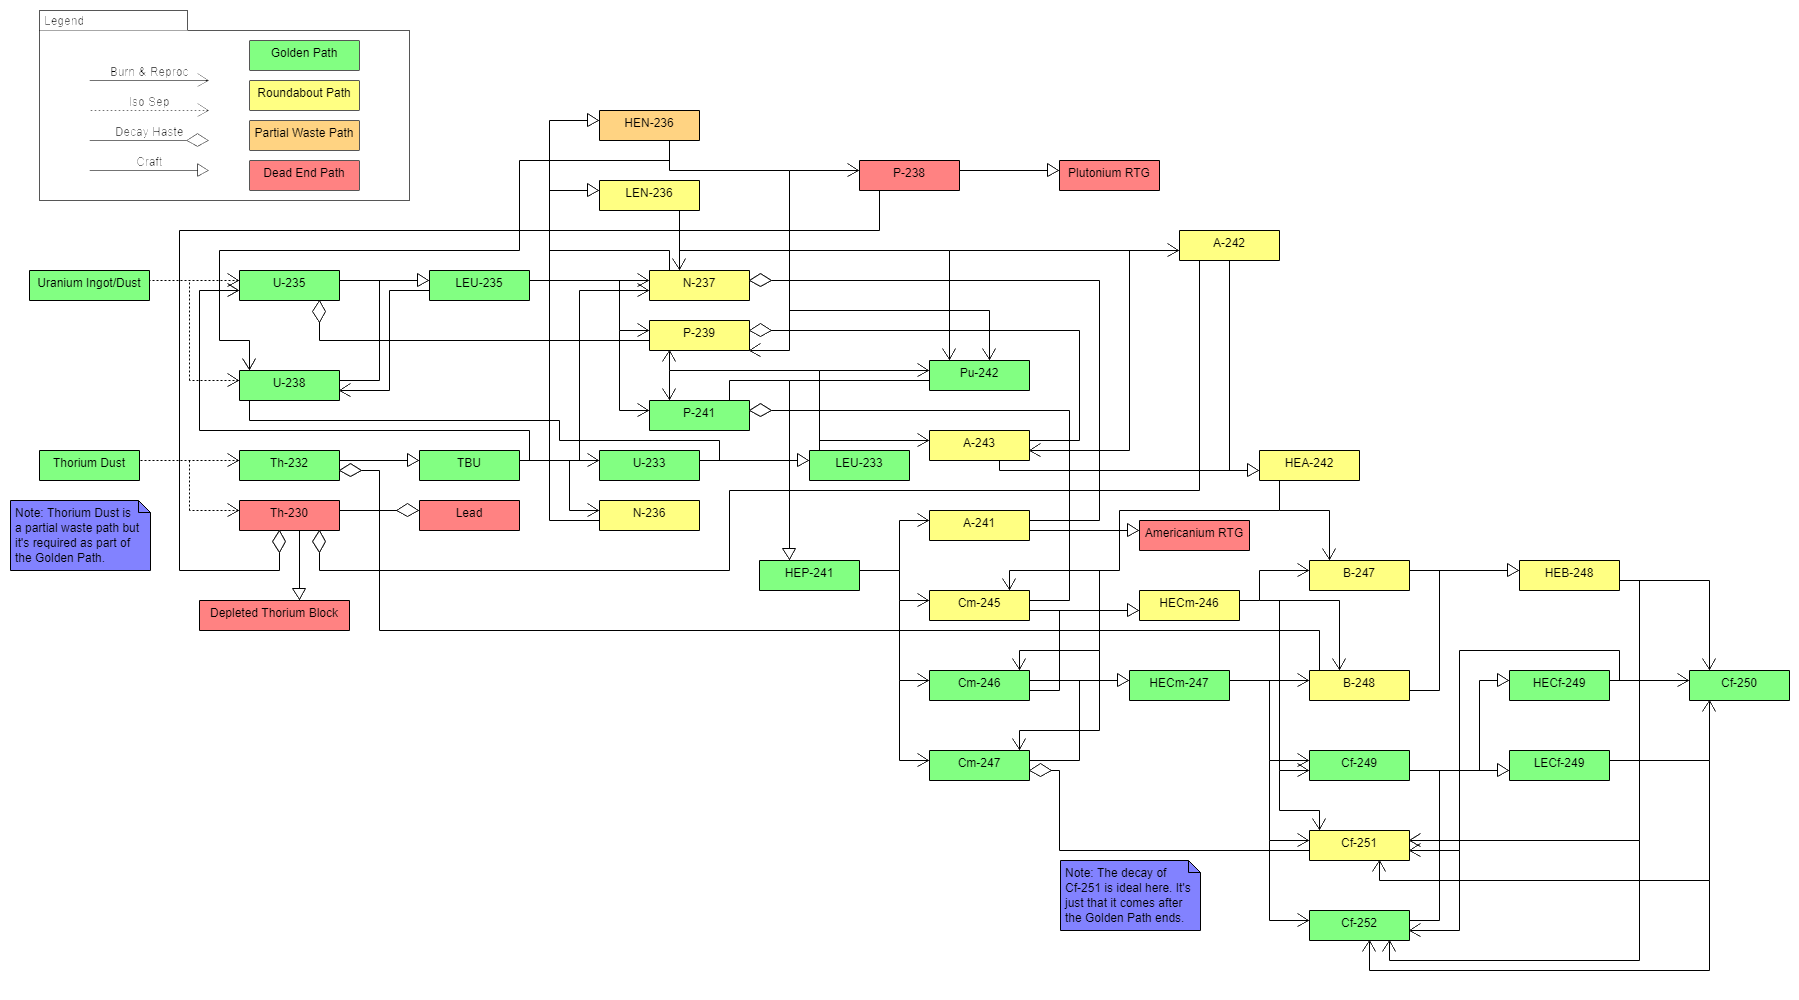 Legend
Golden Path
Burn & Reproc
Roundabout Path
Iso Sep
Decay Haste
Partial Waste Path
Craft
Dead End Path
HEN-236
P-238
Plutonium RTG
LEN-236
A-242
Uranium Ingot/Dust
U-235
LEU-235
N-237
P-239
U-238
Pu-242
P-241
A-243
Thorium Dust
Th-232
TBU
U-233
LEU-233
HEA-242
Note: Thorium Dust is
a partial waste path but
it's required as part of
the Golden Path.
Th-230
Lead
N-236
A-241
Americanium RTG
HEP-241
B-247
HEB-248
Depleted Thorium Block
Cm-245
HECm-246
Cm-246
HECm-247
B-248
HECf-249
Cf-250
Cm-247
Cf-249
LECf-249
Cf-251
Note: The decay of
Cf-251 is ideal here. It's
just that it comes after
the Golden Path ends.
Cf-252